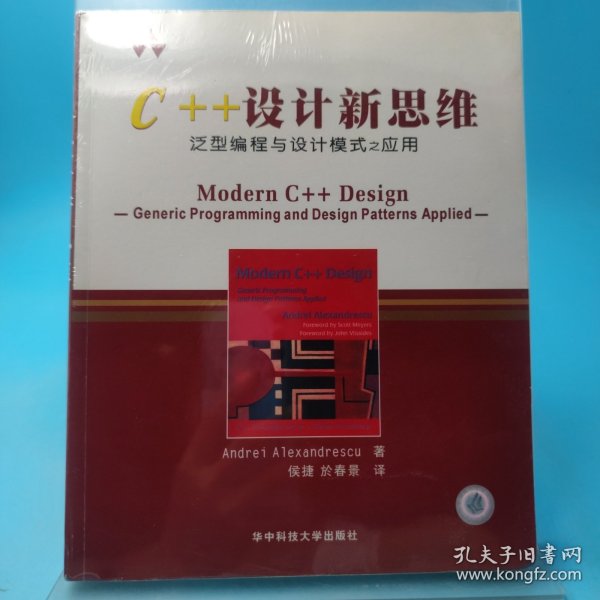 C++设计新思维
泛型编程与设计模式之应用
Modern C++ Design
— Generic Programming and Design Patterns Applied —
Modern C++ Design
Generic Programming
and Design Patterns Applied
Andrei Alexandrescu
Foreword by Scott Meyers
Foreword by John Vlissides
Andrei Alexandrescu 著
侯捷 於春景 译
华中科技大学出版社
孔夫子旧书网
www.kongfz.com